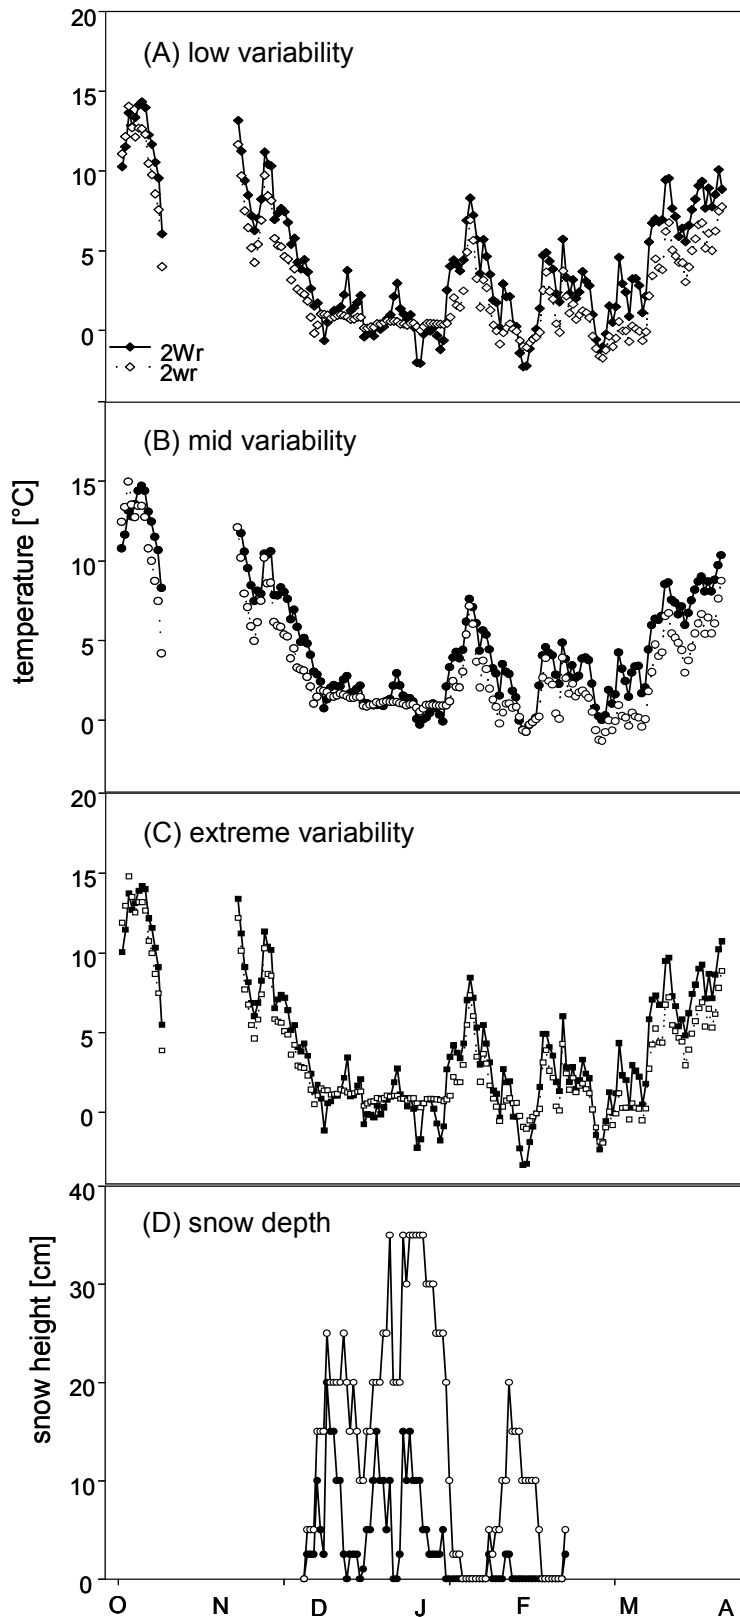 20
(A) low variability
15
10
5
0
2Wr
2wr
(B) mid variability
15
10
5
0
temperature [°C]
20
(C) extreme variability
15
10
5
0
40
(D) snow depth
30
20
10
0
snow height [cm]
O N D J F M A